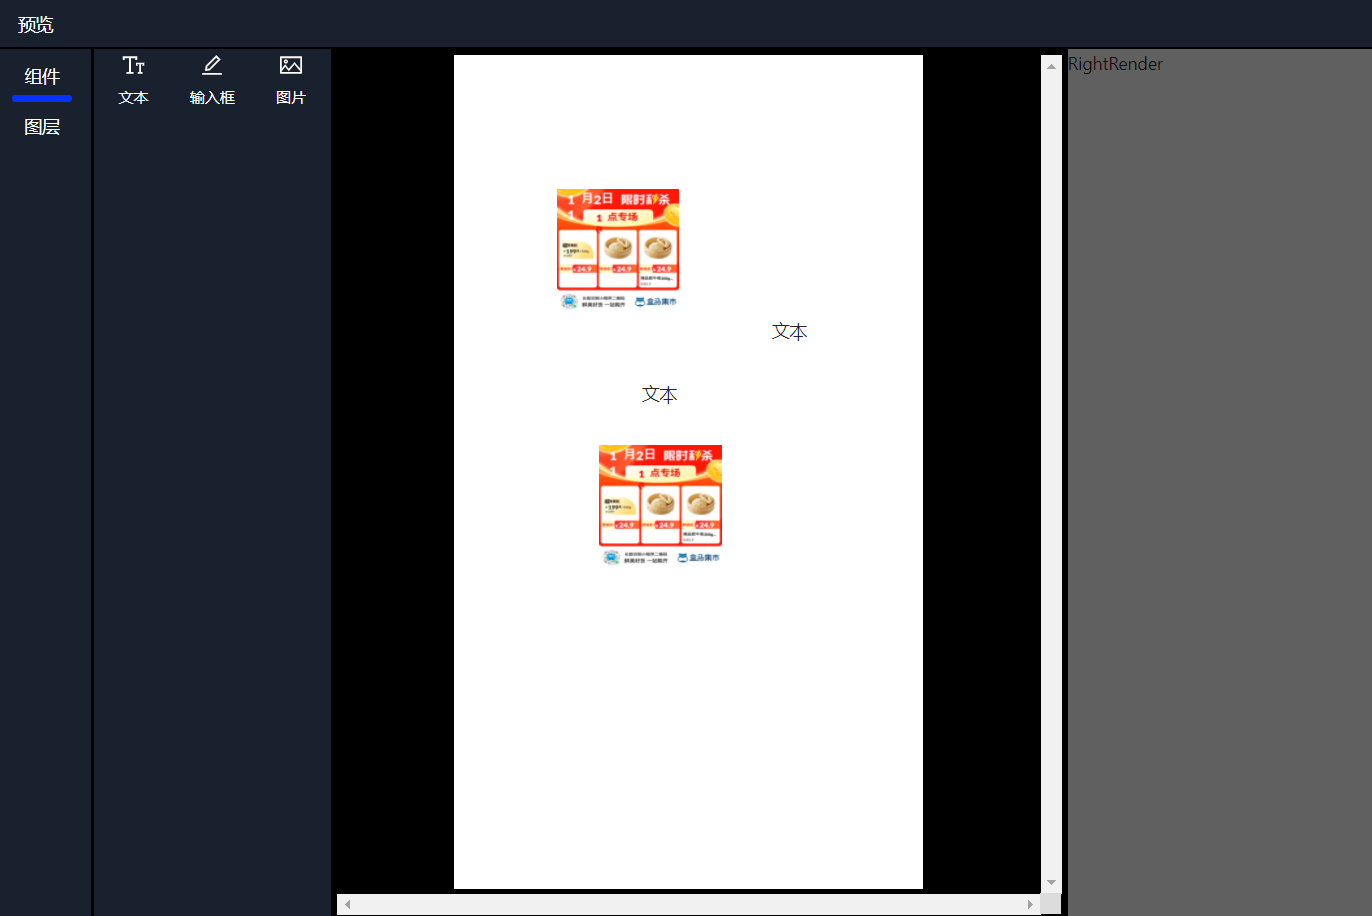 预览
组件
图层
文本
输入框
图片
RightRender
1 月2日 限时秒杀
1
1 点专场
¥24.9
¥24.9
¥24.9
盒马集市
文本
文本
1 月2日 限时秒杀
1
1 点专场
¥24.9
¥24.9
¥24.9
盒马集市